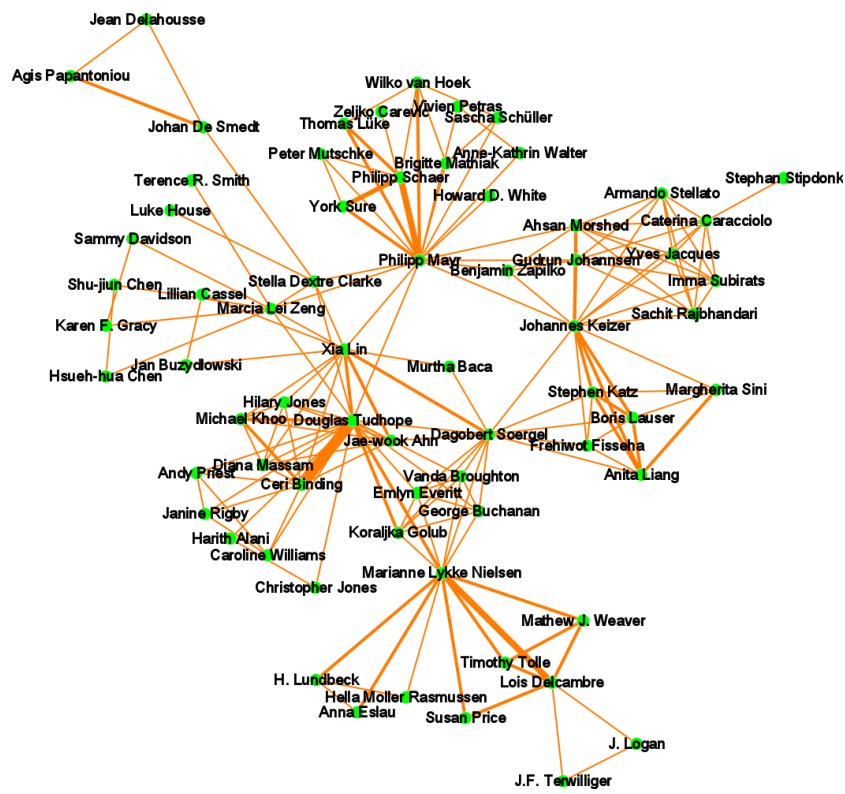 Jean Delahousse
Agis Papantoniou
Wilko van Hoek
Zeljko Carevic
Vivien Petras
Sascha Schüller
Thomas Lüke
Johan De Smedt
Peter Mutschke
Anne-Kathrin Walter
Brigitte Mathiak
Philipp Schaer
Stephan Stipdonk
Terence R. Smith
Armando Stellato
Howard D. White
York Sure
Luke House
Caterina Caracciolo
Ahsan Morshed
Sammy Davidson
Yves Jacques
Philipp Mayr
Gudrun Johannsen
Benjamin Zapilko
Stella Dextre Clarke
Imma Subirats
Shu-jiun Chen
Lillian Cassel
Marcia Lei Zeng
Sachit Rajbhandari
Karen F. Gracy
Johannes Keizer
Xia Lin
Jan Buzydlowski
Murtha Baca
Hsueh-hua Chen
Margherita Sini
Stephen Katz
Hilary Jones
Michael Khoo
Douglas Tudhope
Boris Lauser
Dagobert Soergel
Jae-wook Ahn
Frehiwot Fisseha
Diana Massam
Andy Priest
Anita Liang
Vanda Broughton
Ceri Binding
Emlyn Everitt
George Buchanan
Janine Rigby
Koraljka Golub
Harith Alani
Caroline Williams
Marianne Lykke Nielsen
Christopher Jones
Mathew J. Weaver
Timothy Tolle
H. Lundbeck
Lois Delcambre
Hella Moller Rasmussen
Anna Eslau
Susan Price
J. Logan
J.F. Terwilliger